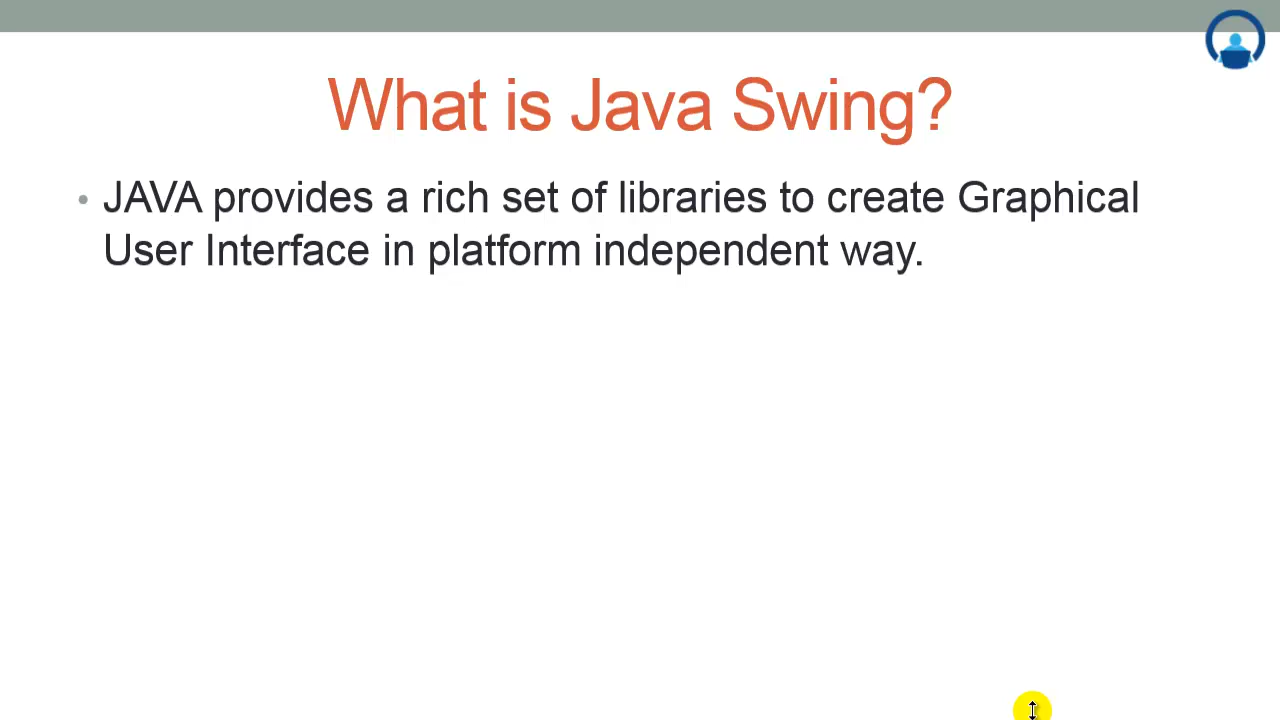 What is Java Swing?
• JAVA provides a rich set of libraries to create Graphical
User Interface in platform independent way.